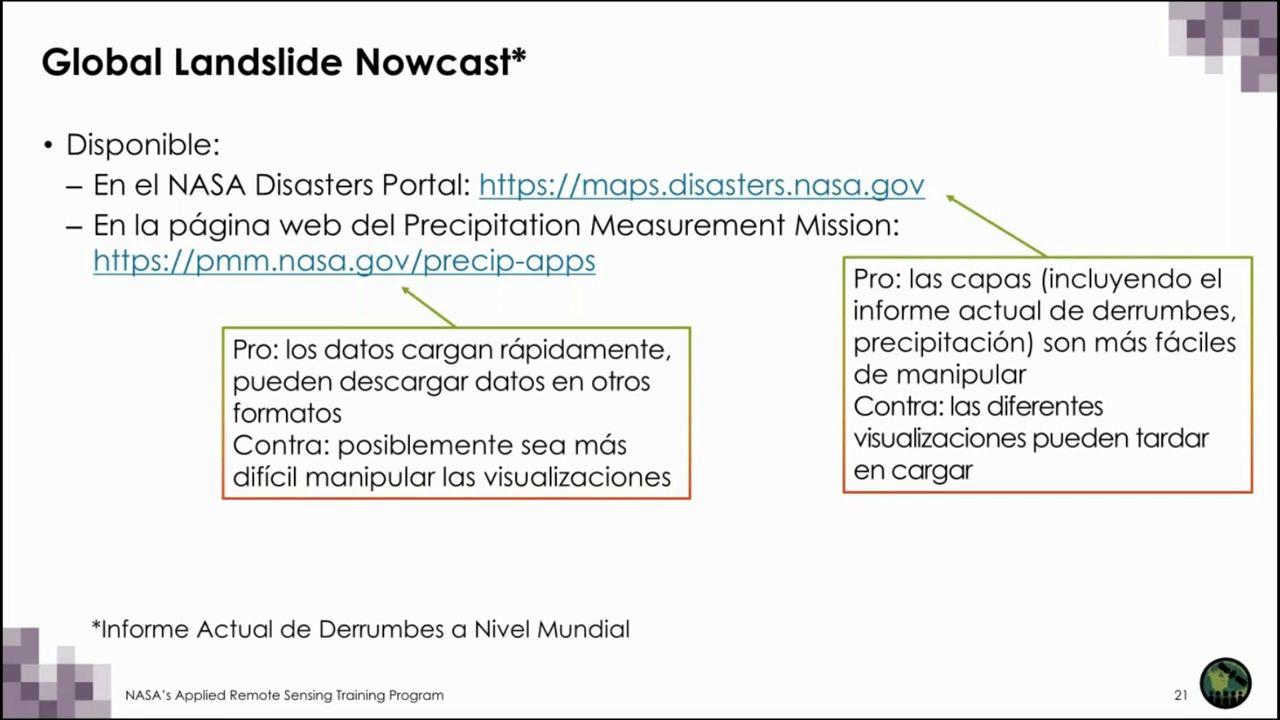 Global Landslide Nowcast*
• Disponible:
– En el NASA Disasters Portal: https://maps.disasters.nasa.gov
– En la página web del Precipitation Measurement Mission:
https://pmm.nasa.gov/precip-apps
Pro: los datos cargan rápidamente,
pueden descargar datos en otros
formatos
Contra: posiblemente sea más
difícil manipular las visualizaciones
Pro: las capas (incluyendo el
informe actual de derrumbes,
precipitación) son más fáciles
de manipular
Contra: las diferentes
visualizaciones pueden tardar
en cargar
*Informe Actual de Derrumbes a Nivel Mundial
NASA's Applied Remote Sensing Training Program
21